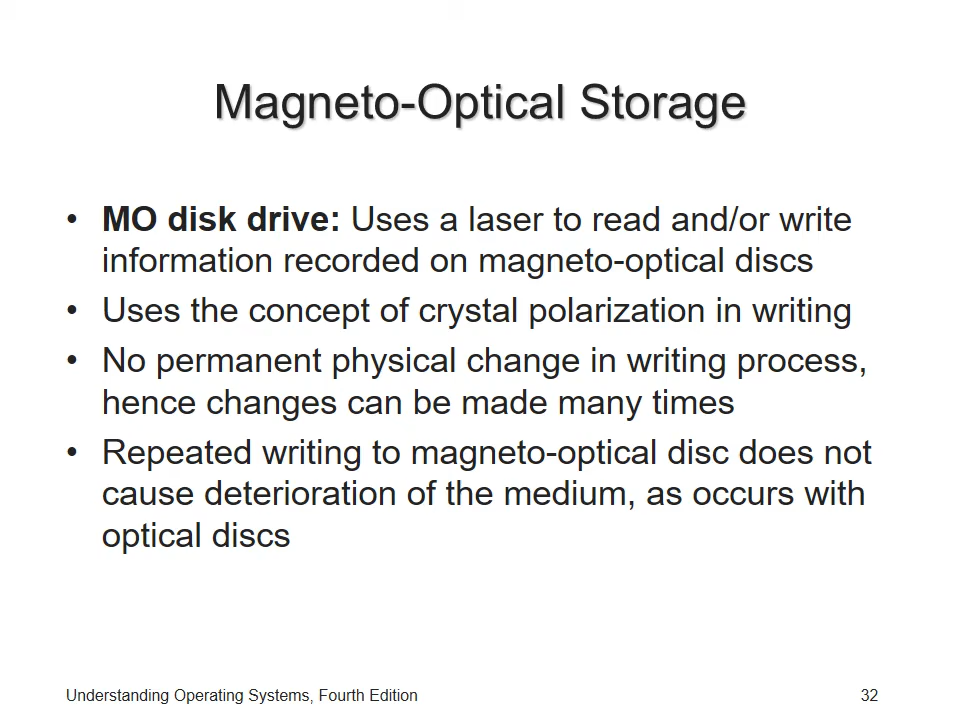 Magneto-Optical Storage
• MO disk drive: Uses a laser to read and/or write
information recorded on magneto-optical discs
• Uses the concept of crystal polarization in writing
• No permanent physical change in writing process,
hence changes can be made many times
• Repeated writing to magneto-optical disc does not
cause deterioration of the medium, as occurs with
optical discs
Understanding Operating Systems, Fourth Edition 32